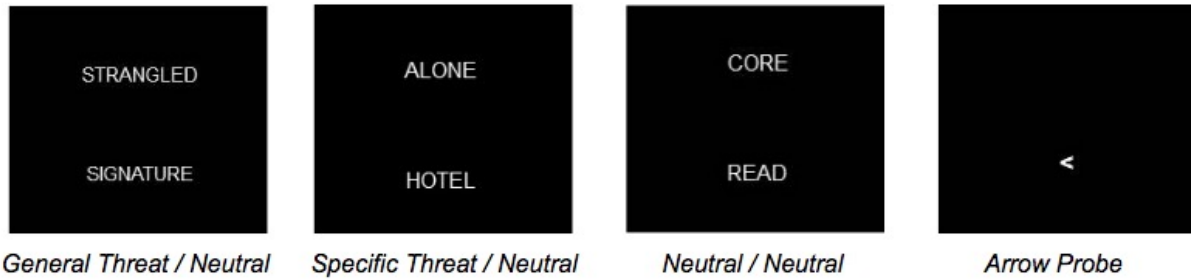 STRANGLED
SIGNATURE
General Threat / Neutral
ALONE
HOTEL
Specific Threat / Neutral
CORE
READ
Neutral / Neutral
<
Arrow Probe